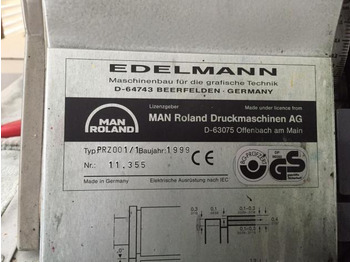 EDELMANN
Maschinenbau für die grafische Technik
D-64743 BEERFELDEN · GERMANY
Lizenzgeber
Made under licence from
MAN Roland Druckmaschinen AG
D-63075 Offenbach am Main
MAN
ROLAND
Typ: PRZ001/1 Baujahr: 1999
Nr.: 11.355
CE
GS
Made in Germany
Elektrische Ausrüstung nach IEC